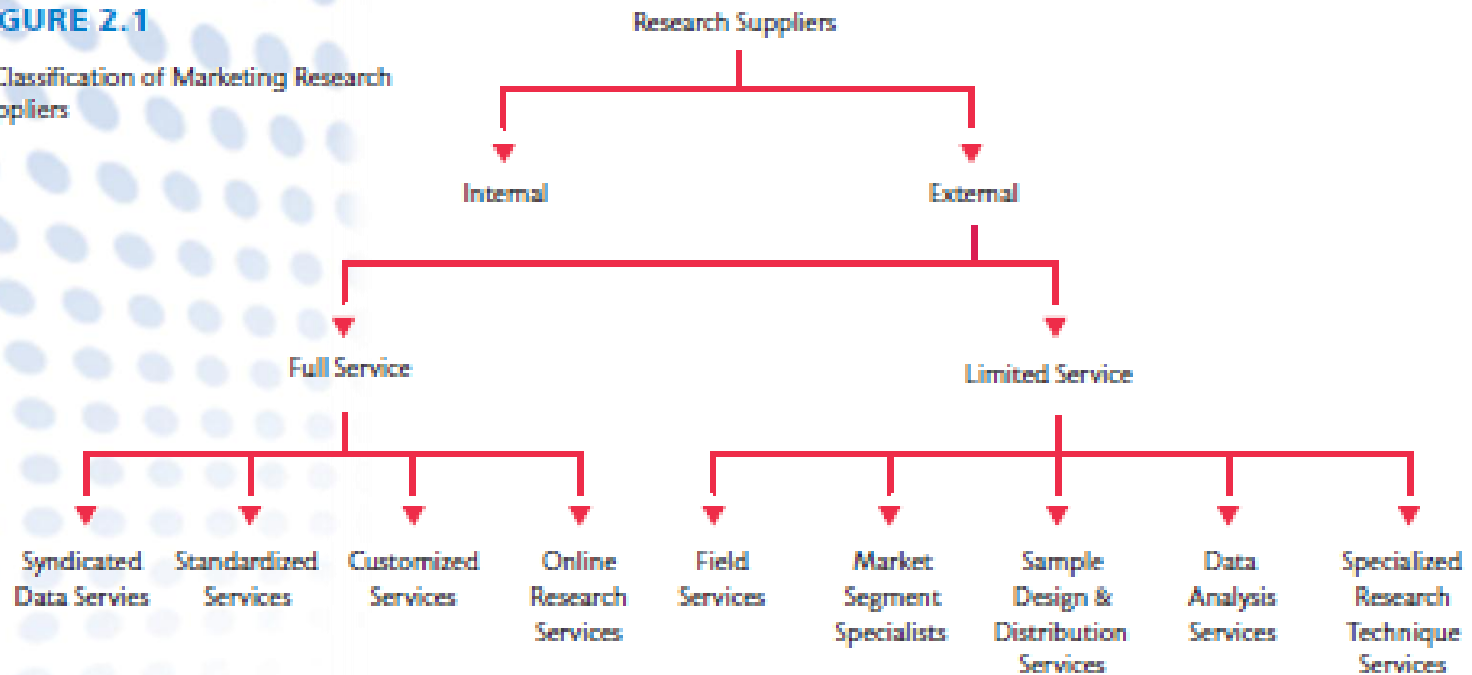 GURE 2.1
Classification of Marketing Research
ppliers
Research Suppliers
Internal
External
Full Service
Limited Service
Syndicated
Data Servies
Standardized
Services
Customized
Services
Online
Research
Services
Field
Services
Market
Segment
Specialists
Sample
Design &
Distribution
Services
Data
Analysis
Services
Specialized
Research
Technique
Services